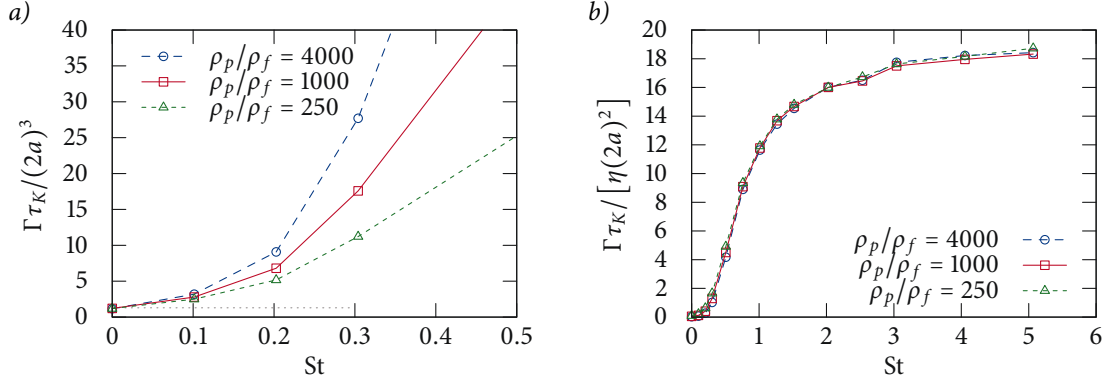 a)
Γτ_K/(2a)^3
40
35
30
25
20
15
10
5
0
ρ_p/ρ_f = 4000
ρ_p/ρ_f = 1000
ρ_p/ρ_f = 250
0 0.1 0.2 0.3 0.4 0.5
St
b)
Γτ_K/[η(2a)^2]
20
18
16
14
12
10
8
6
4
2
0
ρ_p/ρ_f = 4000
ρ_p/ρ_f = 1000
ρ_p/ρ_f = 250
0 1 2 3 4 5 6
St